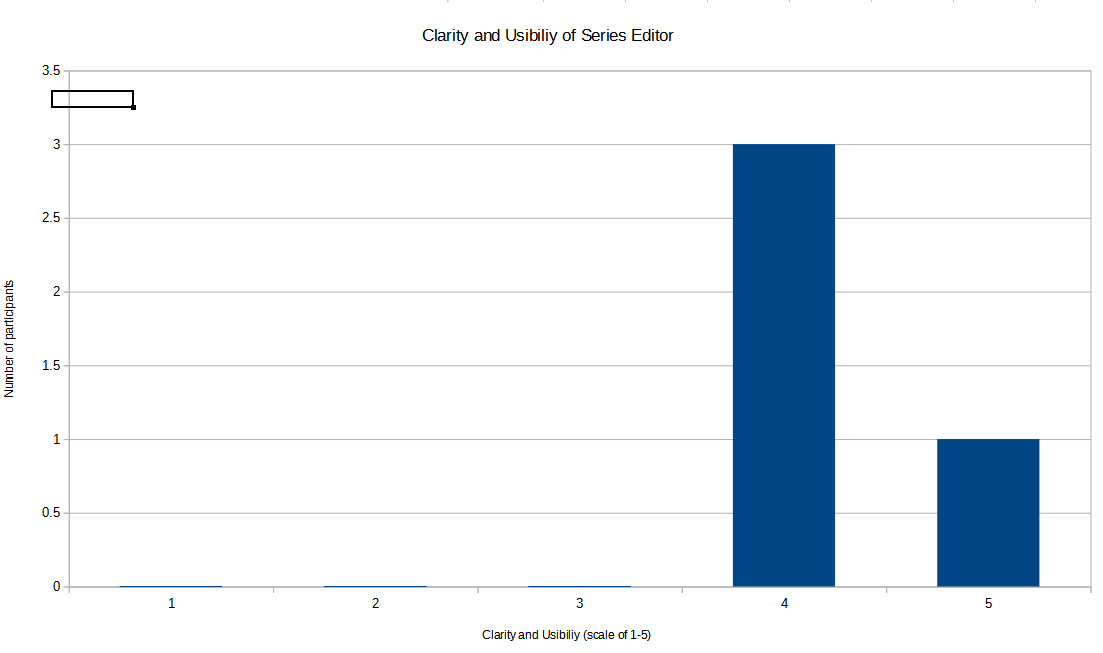 Clarity and Usibiliy of Series Editor
3.5
3
2.5
2
1.5
1
0.5
0
Number of participants
1 2 3 4 5
Clarity and Usibiliy (scale of 1-5)